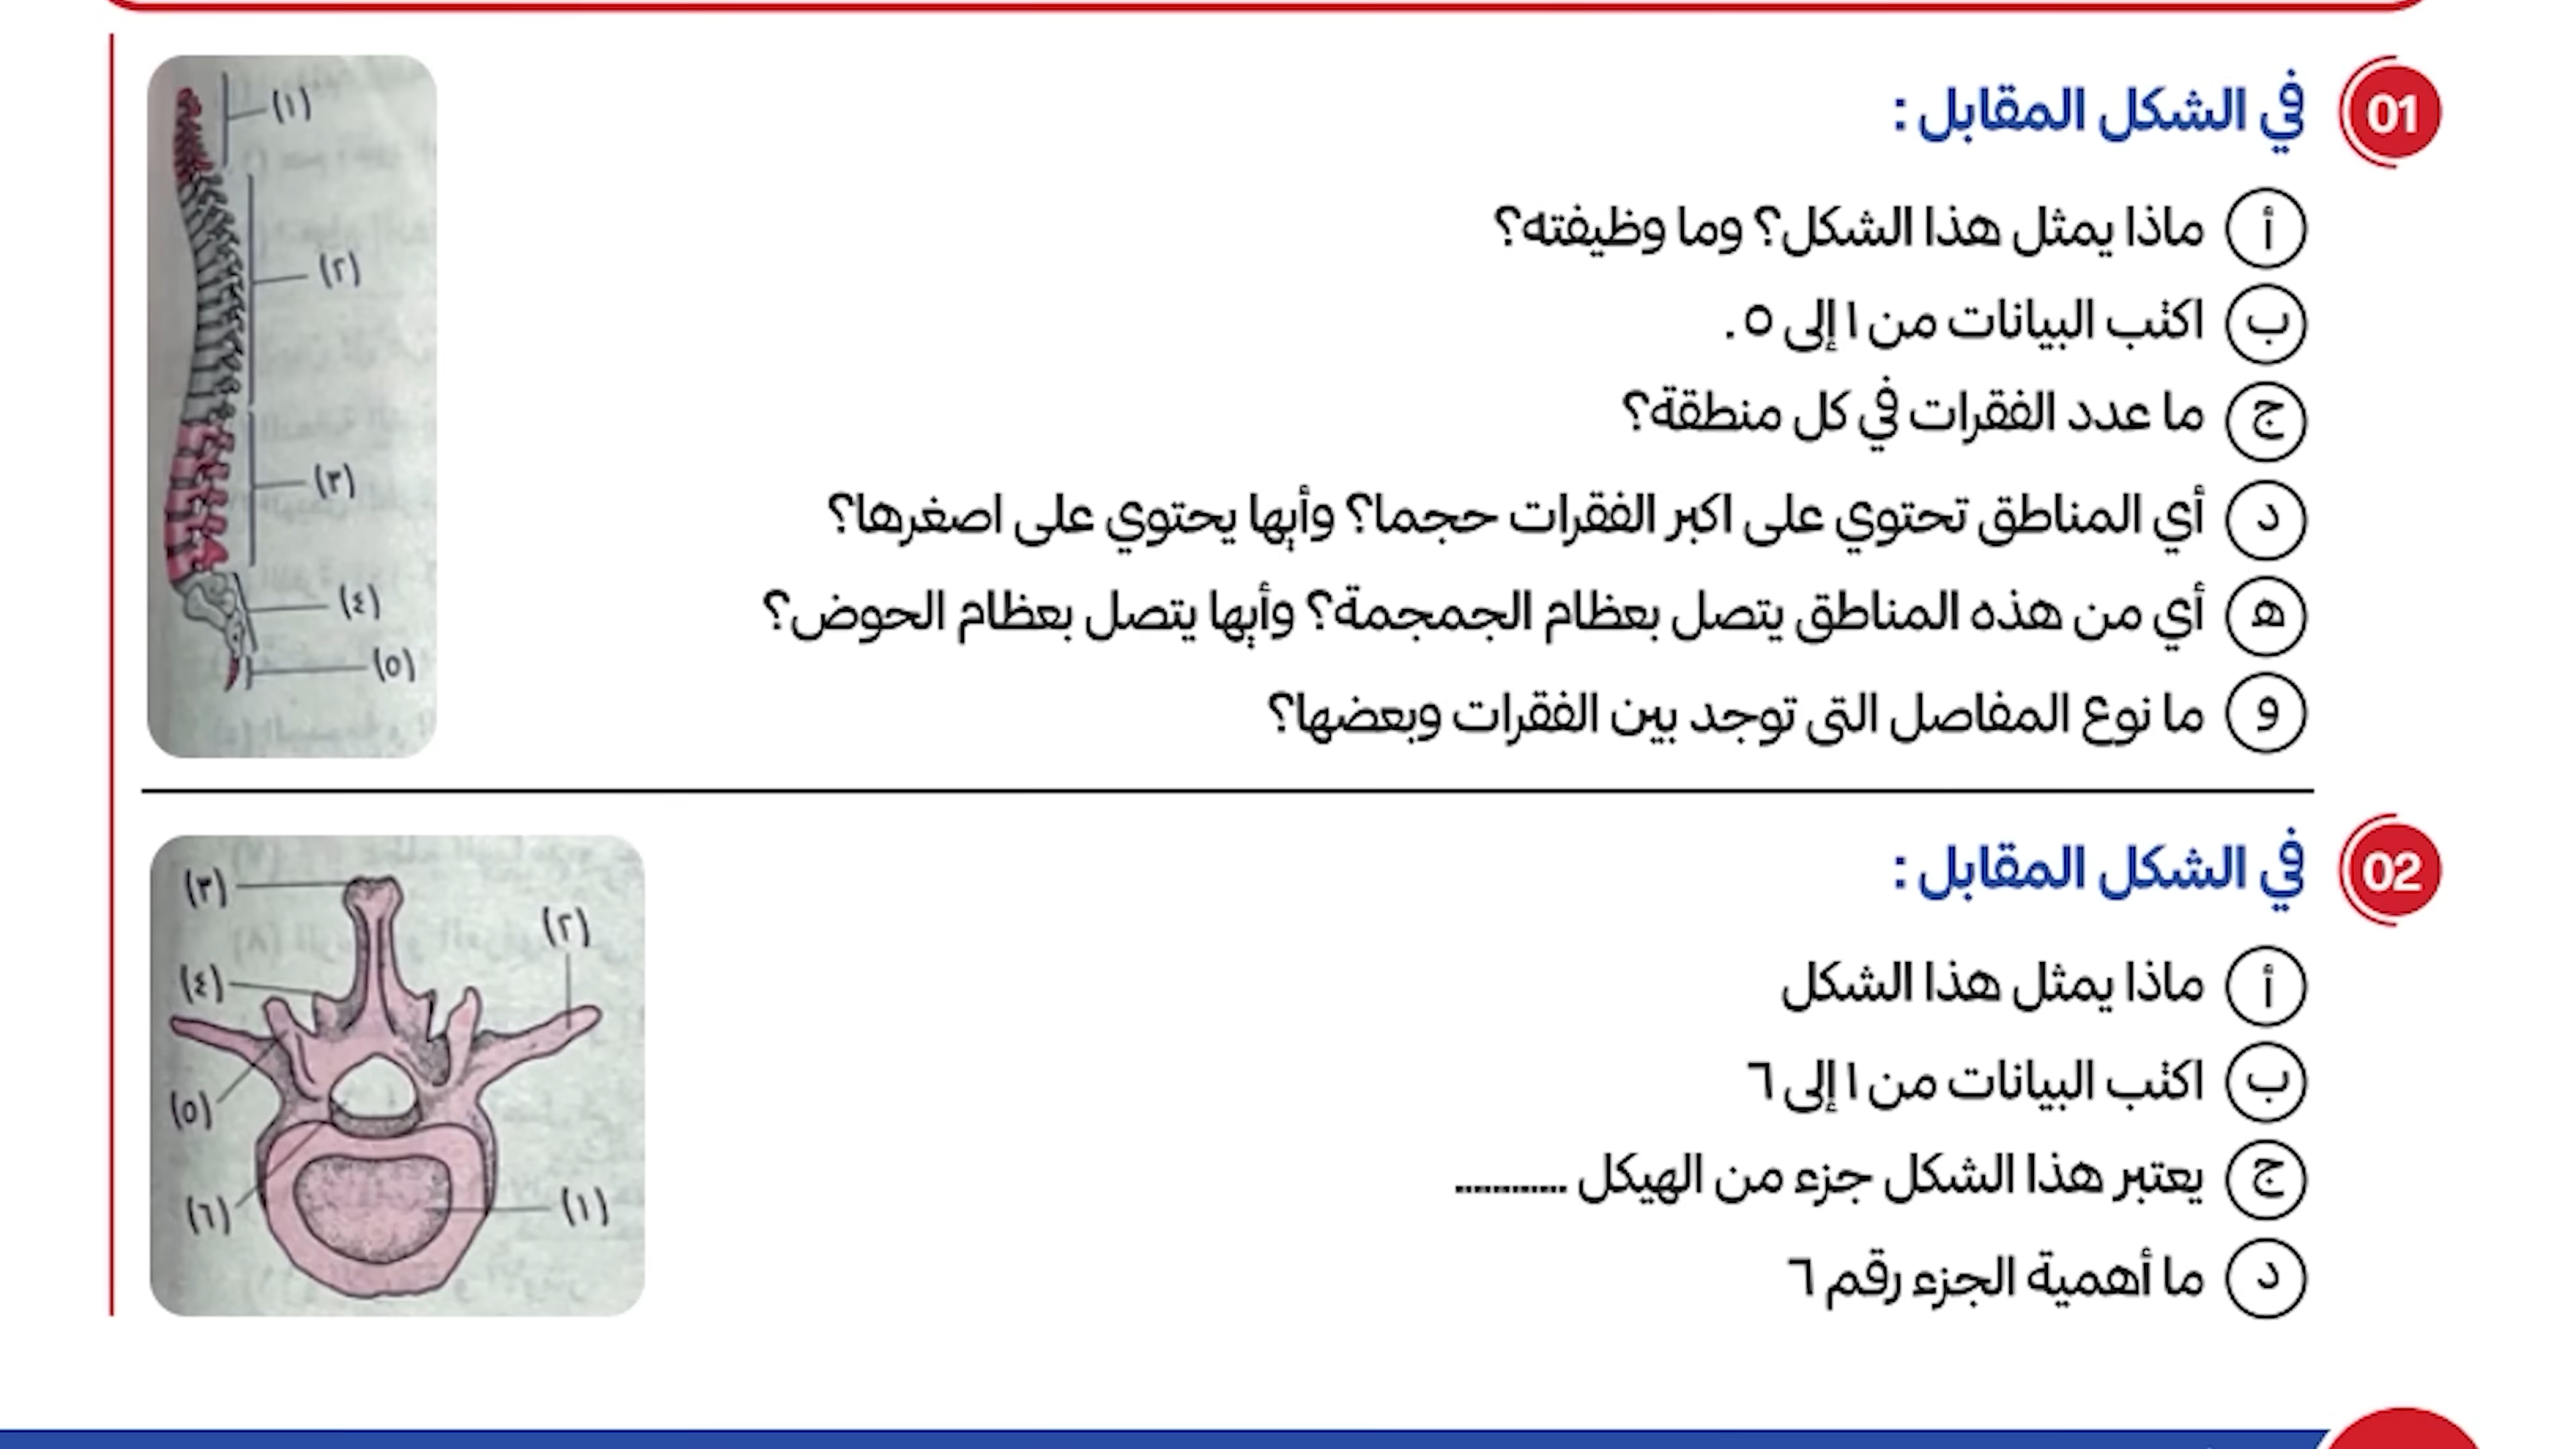 01
في الشكل المقابل :
أ ماذا يمثل هذا الشكل؟ وما وظيفته؟
ب اكتب البيانات من ١ إلى ٥ .
ج ما عدد الفقرات في كل منطقة؟
د أي المناطق تحتوي على اكبر الفقرات حجما؟ وأيها يحتوي على اصغرها؟
ه أي من هذه المناطق يتصل بعظام الجمجمة؟ وأيها يتصل بعظام الحوض؟
و ما نوع المفاصل التى توجد بين الفقرات وبعضها؟
(١)
(٢)
(٣)
(٤)
(٥)
02
في الشكل المقابل :
أ ماذا يمثل هذا الشكل
ب اكتب البيانات من ١ إلى ٦
ج يعتبر هذا الشكل جزء من الهيكل ............
د ما أهمية الجزء رقم ٦
(٣)
(٢)
(٤)
(٥)
(٦)
(١)